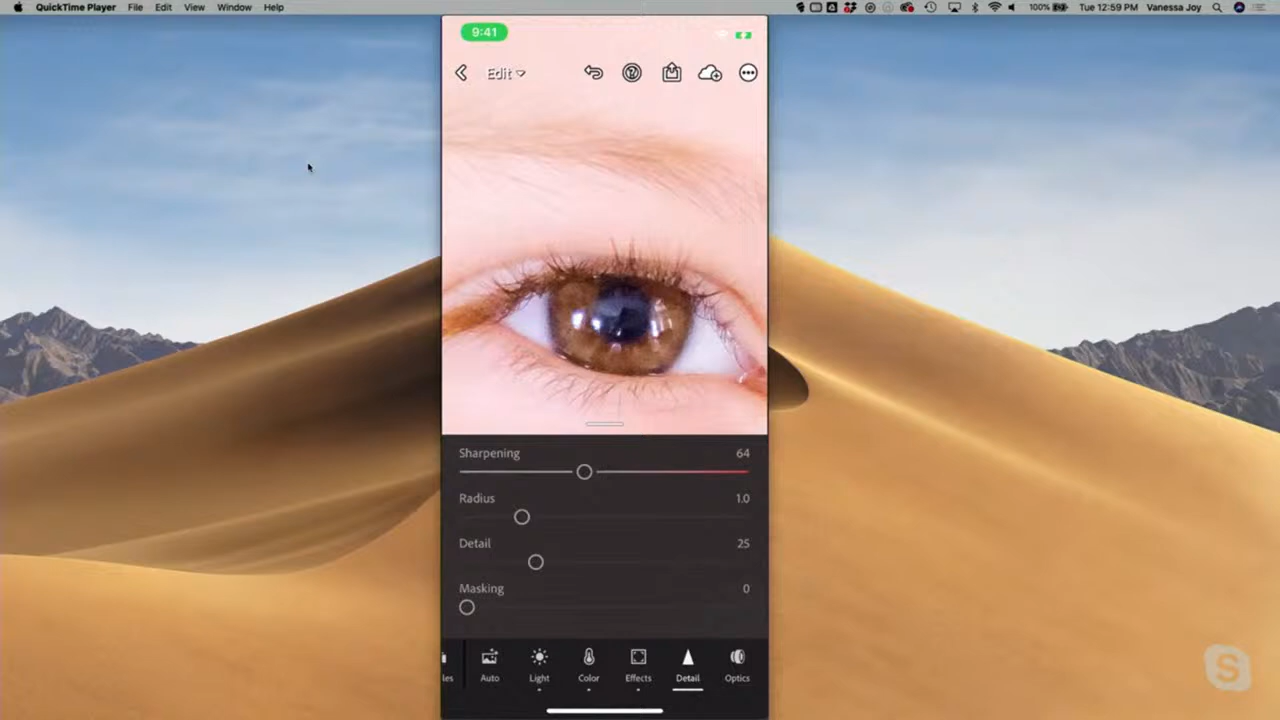 QuickTime Player File Edit View Window Help 100% Tue 12:59 PM Vanessa Joy
9:41
Edit
Sharpening 64
Radius 1.0
Detail 25
Masking 0
les Auto Light Color Effects Detail Optics
S